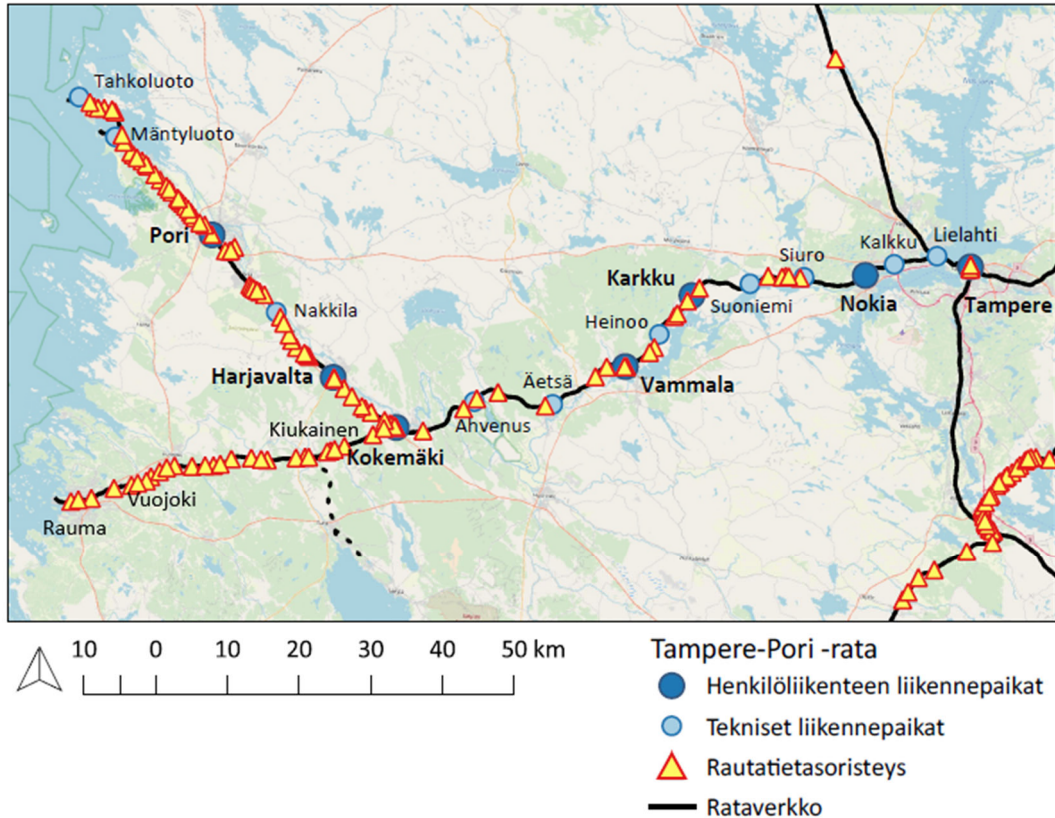 Tahkoluoto
Mäntyluoto
Pori
Nakkila
Harjavalta
Kiukainen
Kokemäki
Vuojoki
Rauma
Ahvenus
Äetsä
Vammala
Heinoo
Karkku
Suoniemi
Siuro
Nokia
Kalkku
Lielahti
Tampere
10 0 10 20 30 40 50 km
Tampere-Pori -rata
Henkilöliikenteen liikennepaikat
Tekniset liikennepaikat
Rautatietasoristeys
Rataverkko